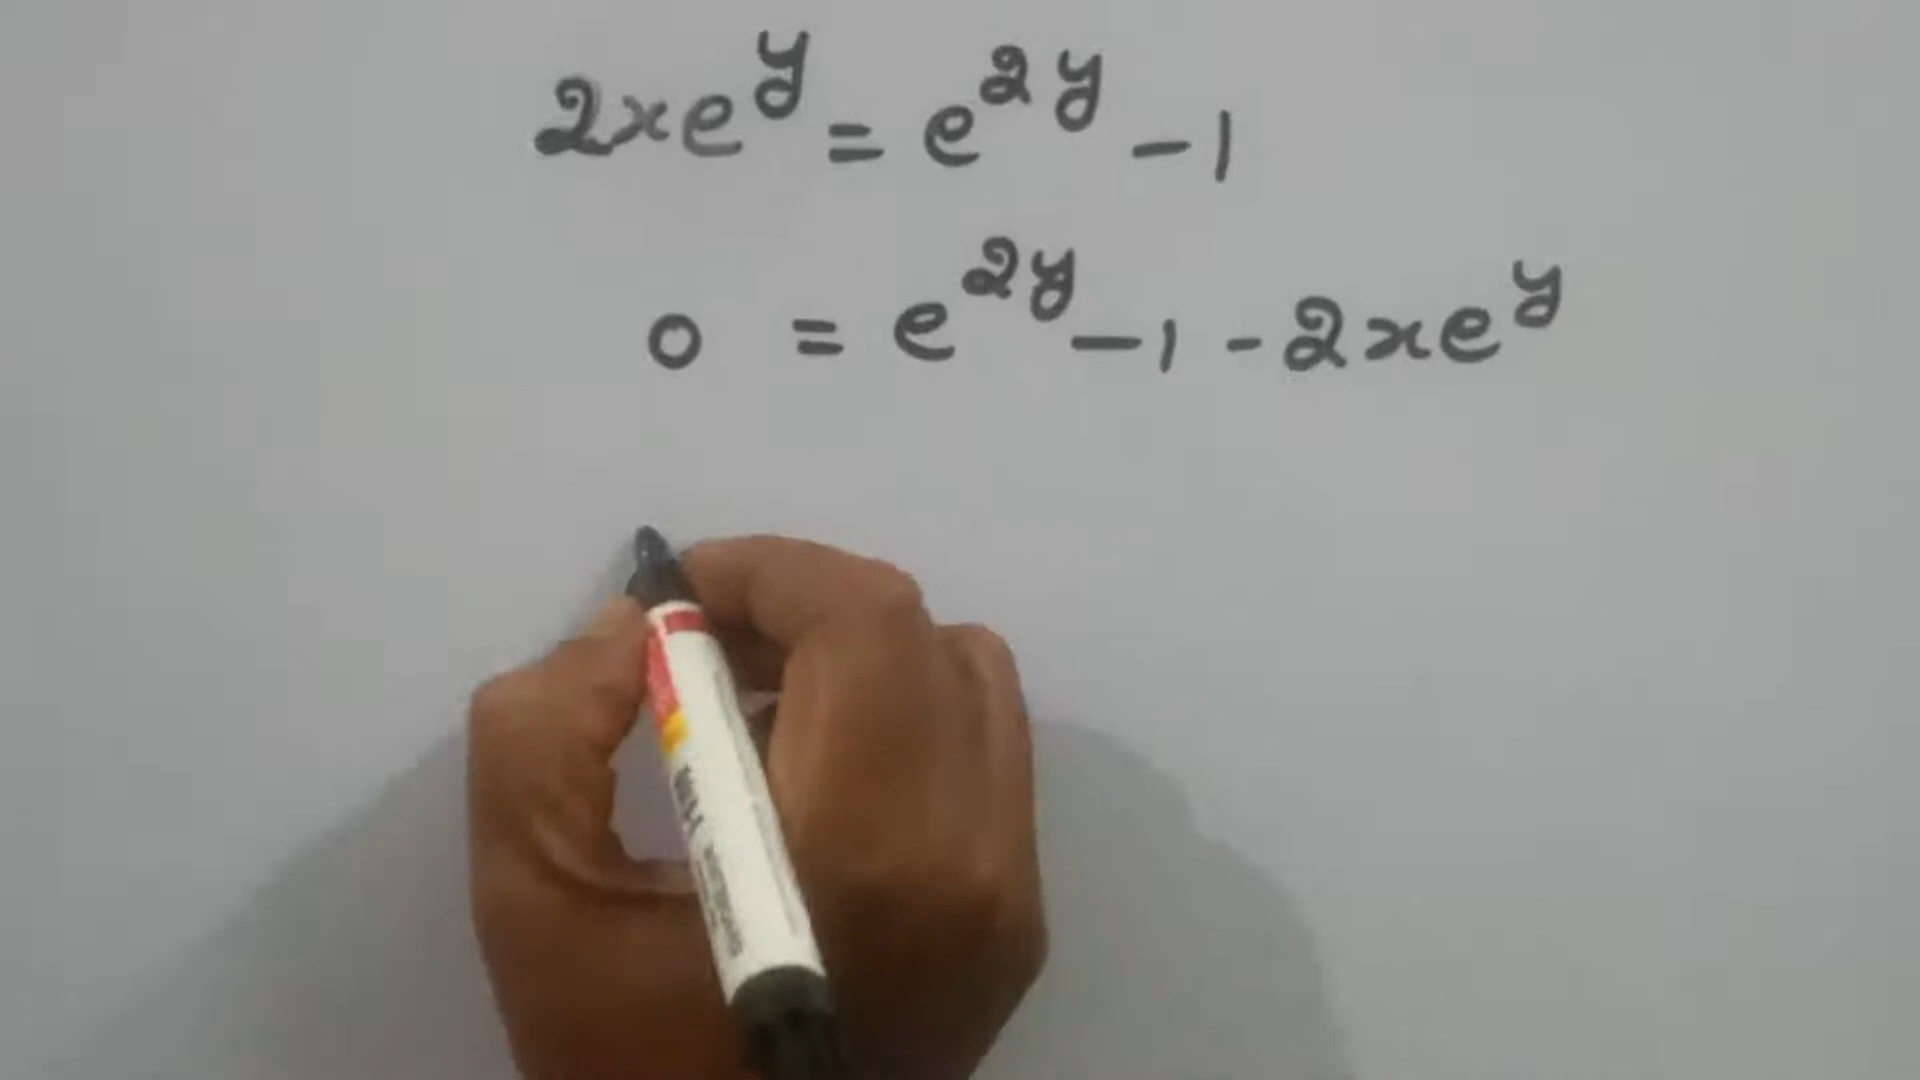 2xe^y = e^2y - 1
0 = e^2y - 1 - 2xe^y